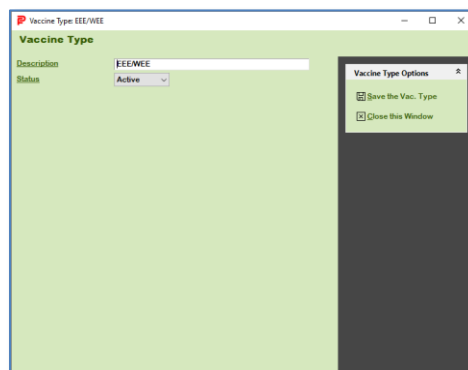 Vaccine Type: EEE/WEE
Vaccine Type
Description EEE/WEE
Status Active
Vaccine Type Options
Save the Vac. Type
Close this Window